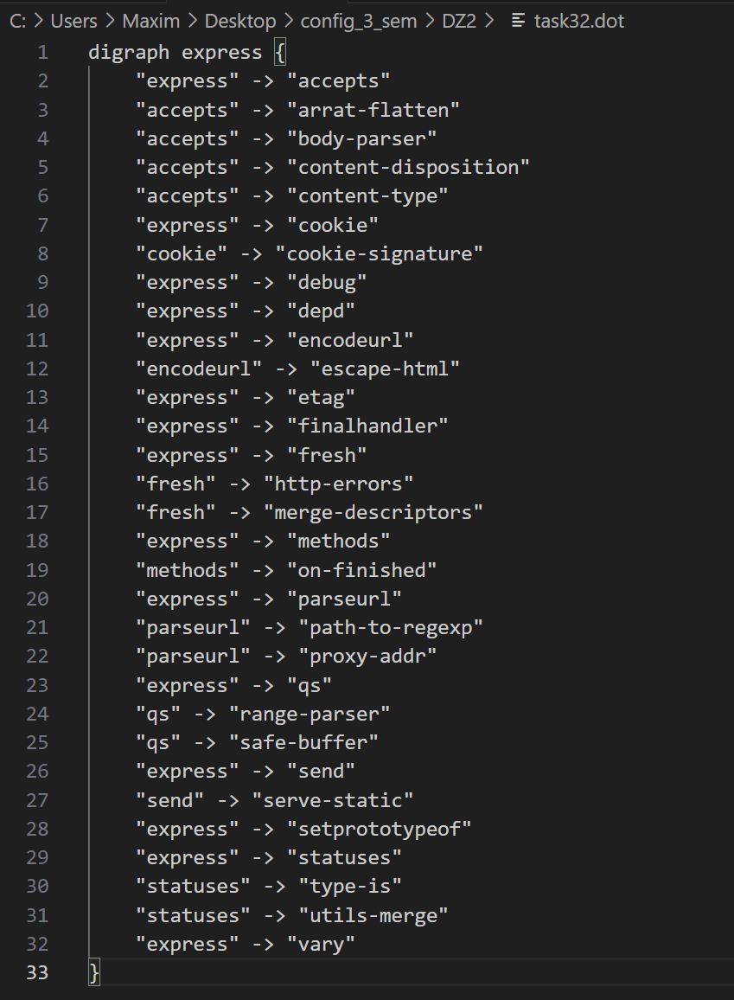 C: > Users > Maxim > Desktop > config_3_sem > DZ2 > task32.dot
1 digraph express {
2 "express" -> "accepts"
3 "accepts" -> "arrat-flatten"
4 "accepts" -> "body-parser"
5 "accepts" -> "content-disposition"
6 "accepts" -> "content-type"
7 "express" -> "cookie"
8 "cookie" -> "cookie-signature"
9 "express" -> "debug"
10 "express" -> "depd"
11 "express" -> "encodeurl"
12 "encodeurl" -> "escape-html"
13 "express" -> "etag"
14 "express" -> "finalhandler"
15 "express" -> "fresh"
16 "fresh" -> "http-errors"
17 "fresh" -> "merge-descriptors"
18 "express" -> "methods"
19 "methods" -> "on-finished"
20 "express" -> "parseurl"
21 "parseurl" -> "path-to-regexp"
22 "parseurl" -> "proxy-addr"
23 "express" -> "qs"
24 "qs" -> "range-parser"
25 "qs" -> "safe-buffer"
26 "express" -> "send"
27 "send" -> "serve-static"
28 "express" -> "setprototypeof"
29 "express" -> "statuses"
30 "statuses" -> "type-is"
31 "statuses" -> "utils-merge"
32 "express" -> "vary"
33 }